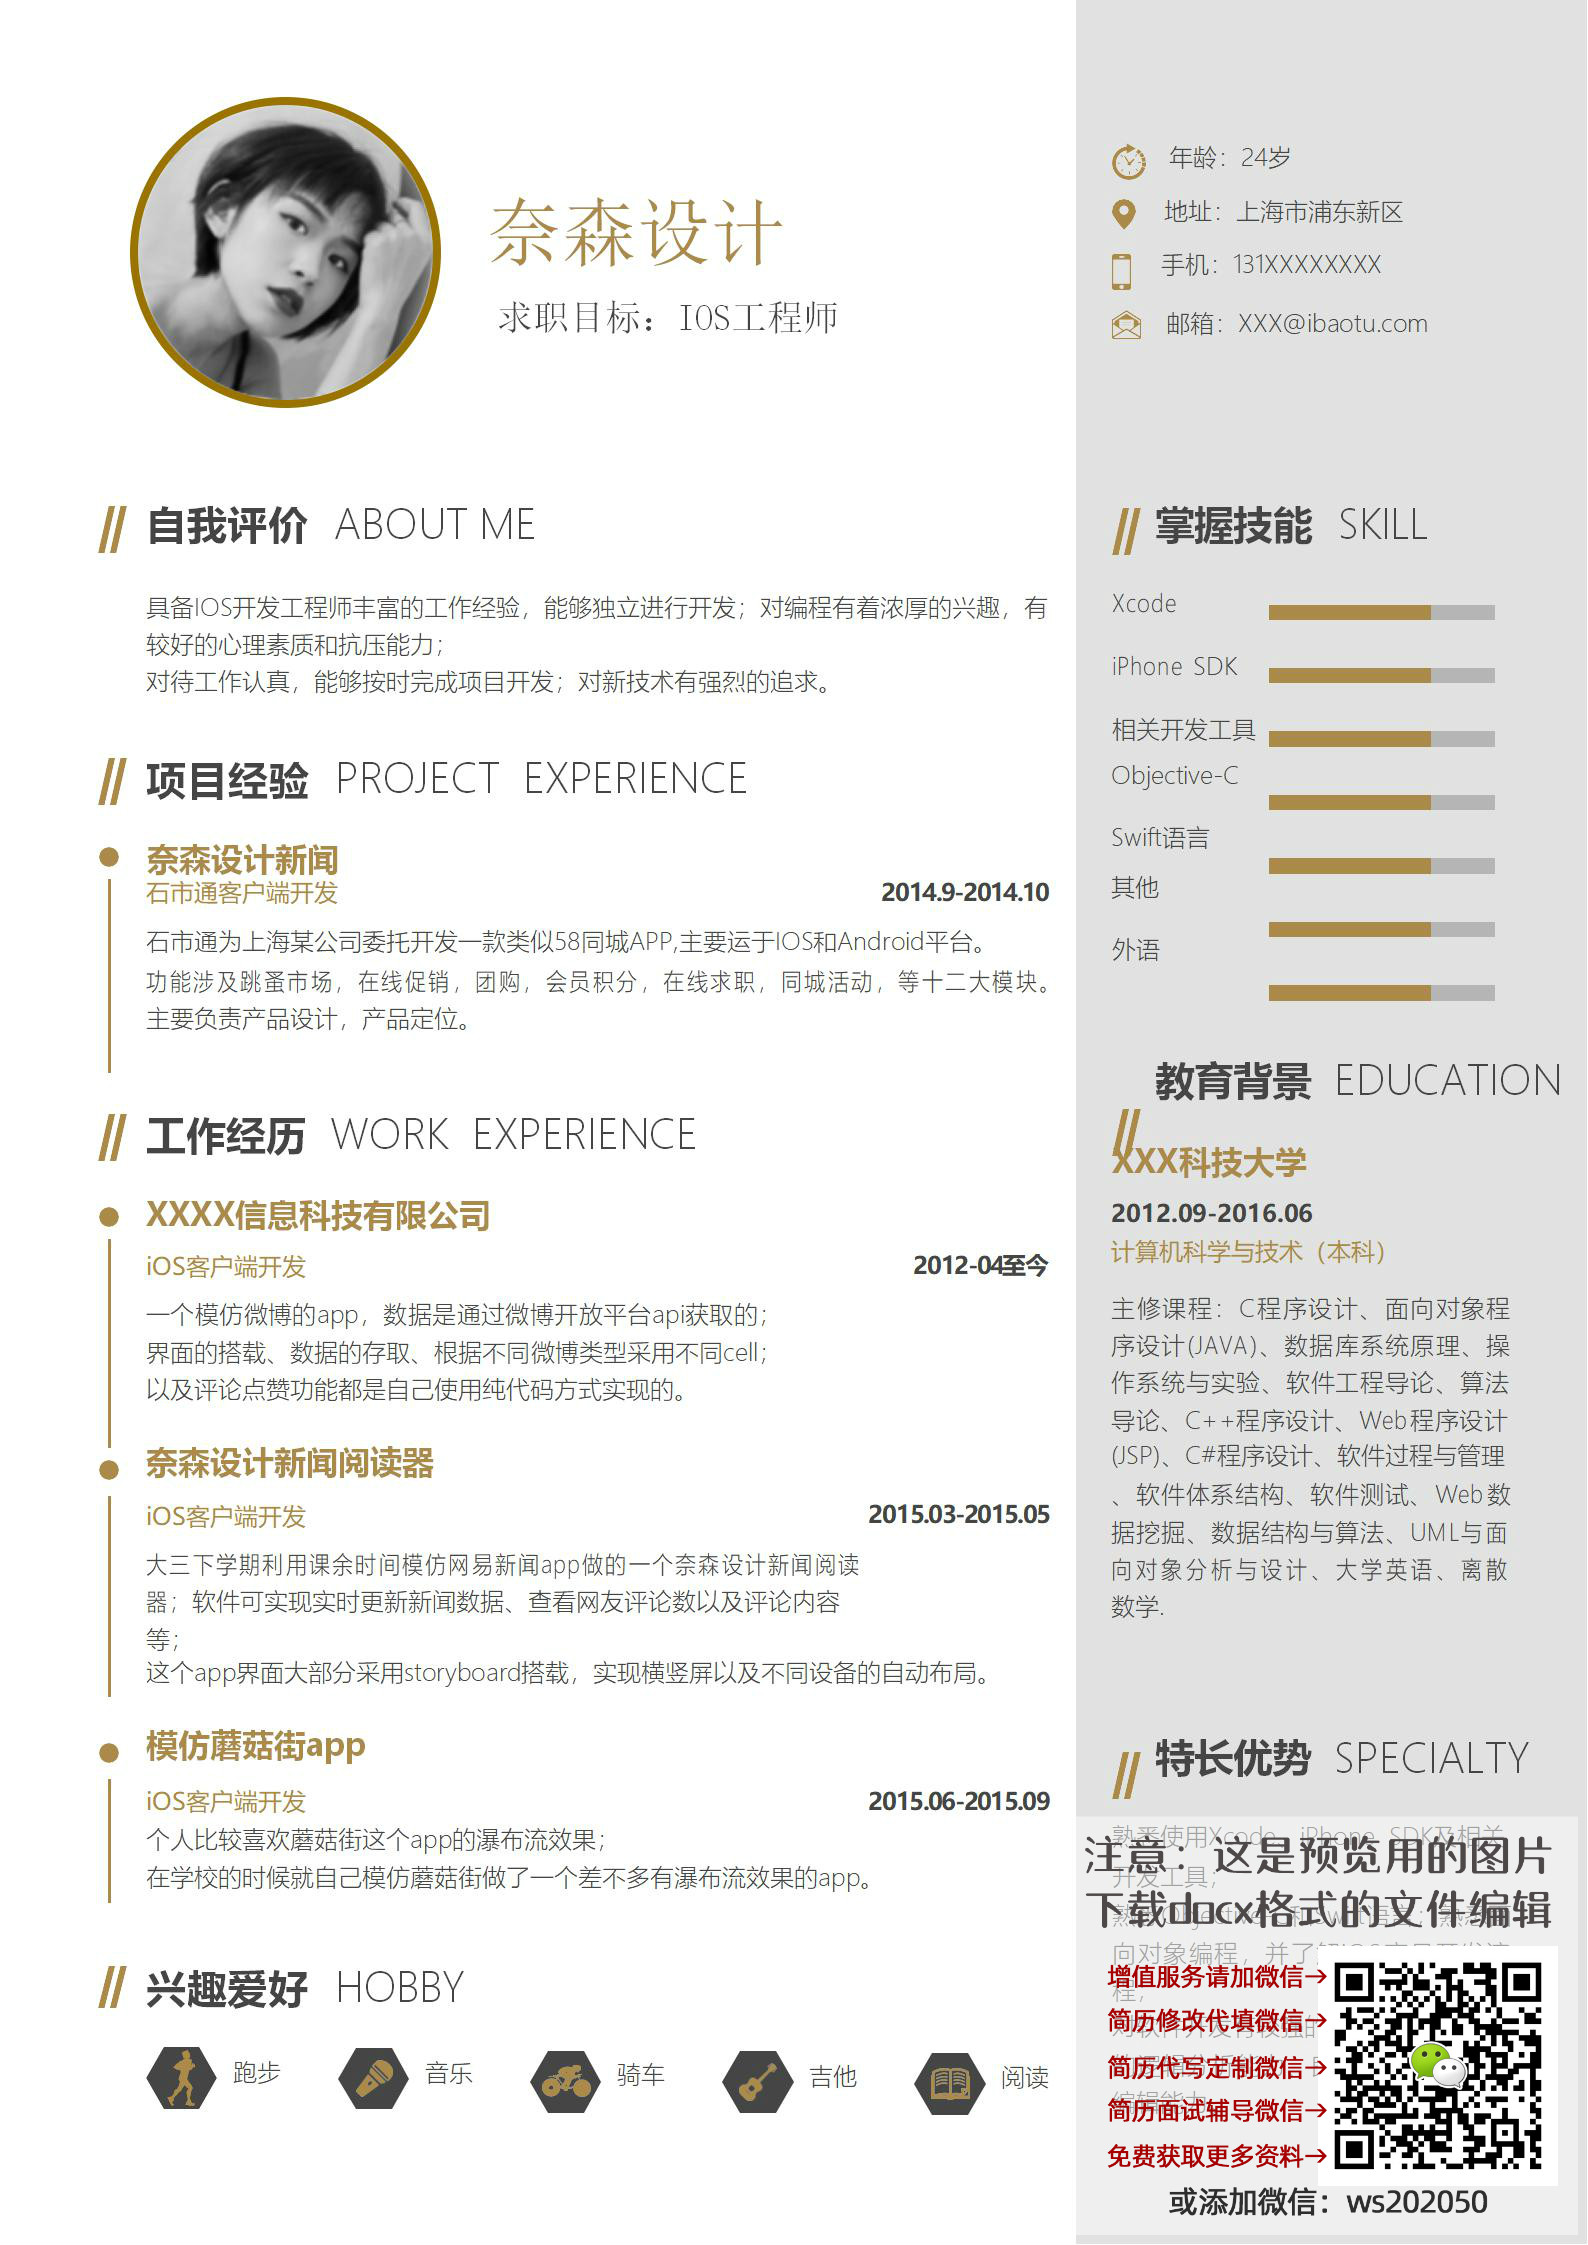 奈森设计
求职目标：IOS工程师
年龄：24岁
地址：上海市浦东新区
手机：131XXXXXXXX
邮箱：XXX@ibaotu.com
自我评价 ABOUT ME
具备IOS开发工程师丰富的工作经验，能够独立进行开发；对编程有着浓厚的兴趣，有
较好的心理素质和抗压能力；
对待工作认真，能够按时完成项目开发；对新技术有强烈的追求。
项目经验 PROJECT EXPERIENCE
奈森设计新闻
石市通客户端开发 2014.9-2014.10
石市通为上海某公司委托开发一款类似58同城APP,主要运于IOS和Android平台。
功能涉及跳蚤市场，在线促销，团购，会员积分，在线求职，同城活动，等十二大模块。
主要负责产品设计，产品定位。
工作经历 WORK EXPERIENCE
XXXX信息科技有限公司
iOS客户端开发 2012-04至今
一个模仿微博的app，数据是通过微博开放平台api获取的；
界面的搭载、数据的存取、根据不同微博类型采用不同cell；
以及评论点赞功能都是自己使用纯代码方式实现的。
奈森设计新闻阅读器
iOS客户端开发 2015.03-2015.05
大三下学期利用课余时间模仿网易新闻app做的一个奈森设计新闻阅读
器；软件可实现实时更新新闻数据、查看网友评论数以及评论内容
等；
这个app界面大部分采用storyboard搭载，实现横竖屏以及不同设备的自动布局。
模仿蘑菇街app
iOS客户端开发 2015.06-2015.09
个人比较喜欢蘑菇街这个app的瀑布流效果；
在学校的时候就自己模仿蘑菇街做了一个差不多有瀑布流效果的app。
兴趣爱好 HOBBY
跑步 音乐 骑车 吉他 阅读
掌握技能 SKILL
Xcode
iPhone SDK
相关开发工具
Objective-C
Swift语言
其他
外语
教育背景 EDUCATION
XXX科技大学
2012.09-2016.06
计算机科学与技术（本科）
主修课程：C程序设计、面向对象程
序设计(JAVA)、数据库系统原理、操
作系统与实验、软件工程导论、算法
导论、C++程序设计、Web程序设计
(JSP)、C#程序设计、软件过程与管理
、软件体系结构、软件测试、Web数
据挖掘、数据结构与算法、UML与面
向对象分析与设计、大学英语、离散
数学.
特长优势 SPECIALTY
熟悉使用Xcode、iPhone SDK及相关
注意：这是预览用的图片
开发工具；
下载docx格式的文件编辑
向对象编程，并了
增值服务请加微信→
简历修改代填微信→
简历代写定制微信→
简历面试辅导微信→
免费获取更多资料→
或添加微信：ws202050